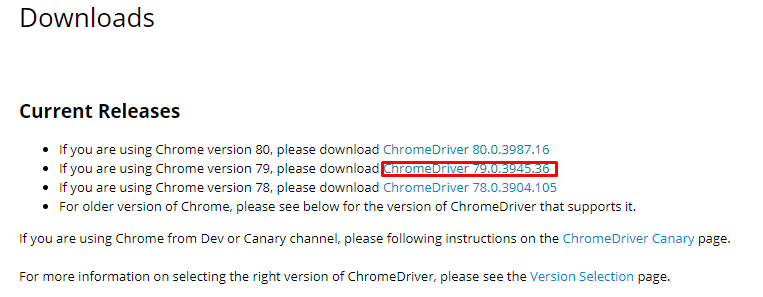 Downloads
Current Releases
• If you are using Chrome version 80, please download ChromeDriver 80.0.3987.16
• If you are using Chrome version 79, please download ChromeDriver 79.0.3945.36
• If you are using Chrome version 78, please download ChromeDriver 78.0.3904.105
• For older version of Chrome, please see below for the version of ChromeDriver that supports it.
If you are using Chrome from Dev or Canary channel, please following instructions on the ChromeDriver Canary page.
For more information on selecting the right version of ChromeDriver, please see the Version Selection page.